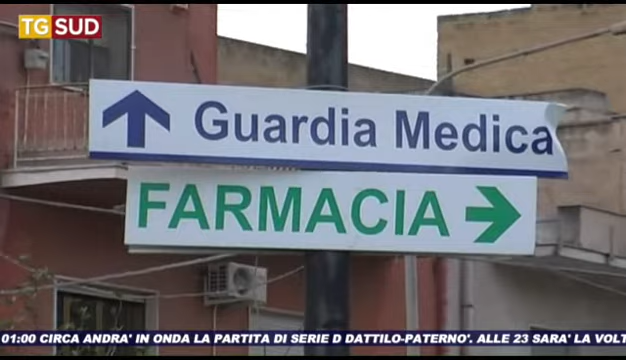 TG SUD
Guardia Medica
FARMACIA
01:00 CIRCA ANDRA' IN ONDA LA PARTITA DI SERIE D DATTILO-PATERNO'. ALLE 23 SARA' LA VOLT